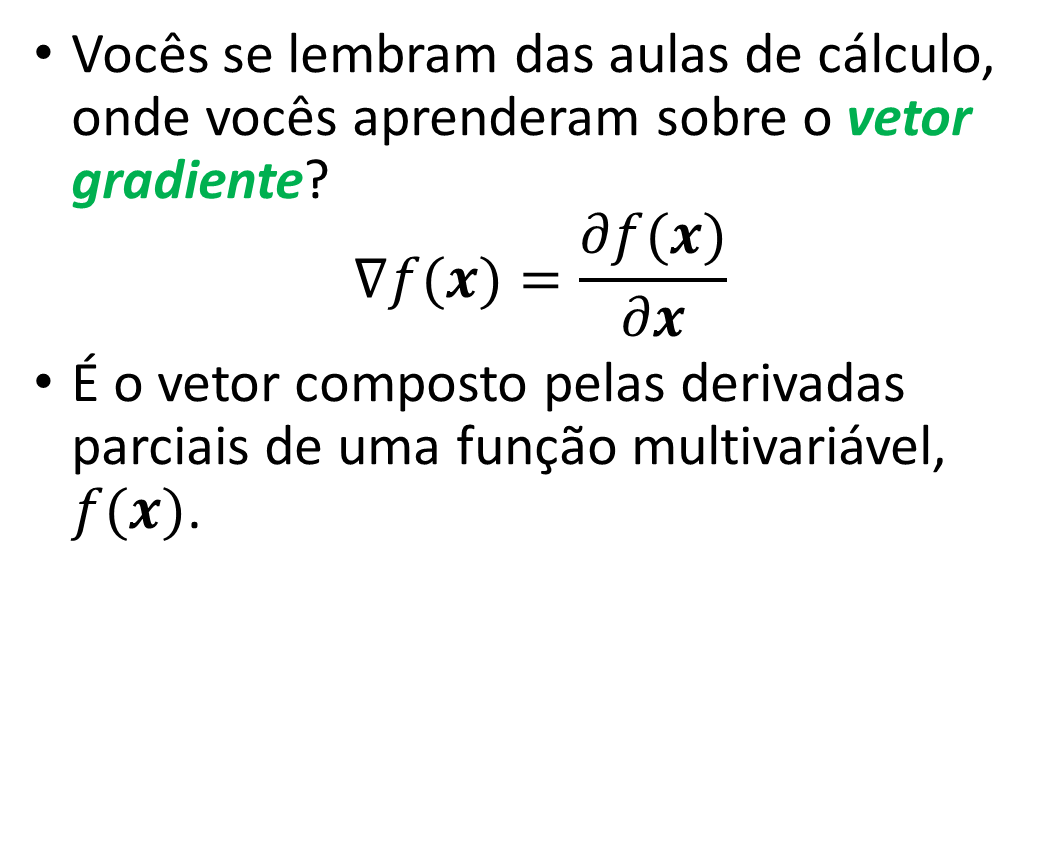 • Vocês se lembram das aulas de cálculo,
onde vocês aprenderam sobre o vetor
gradiente?
∇f(x) = ∂f(x)/∂x
• É o vetor composto pelas derivadas
parciais de uma função multivariável,
f(x).